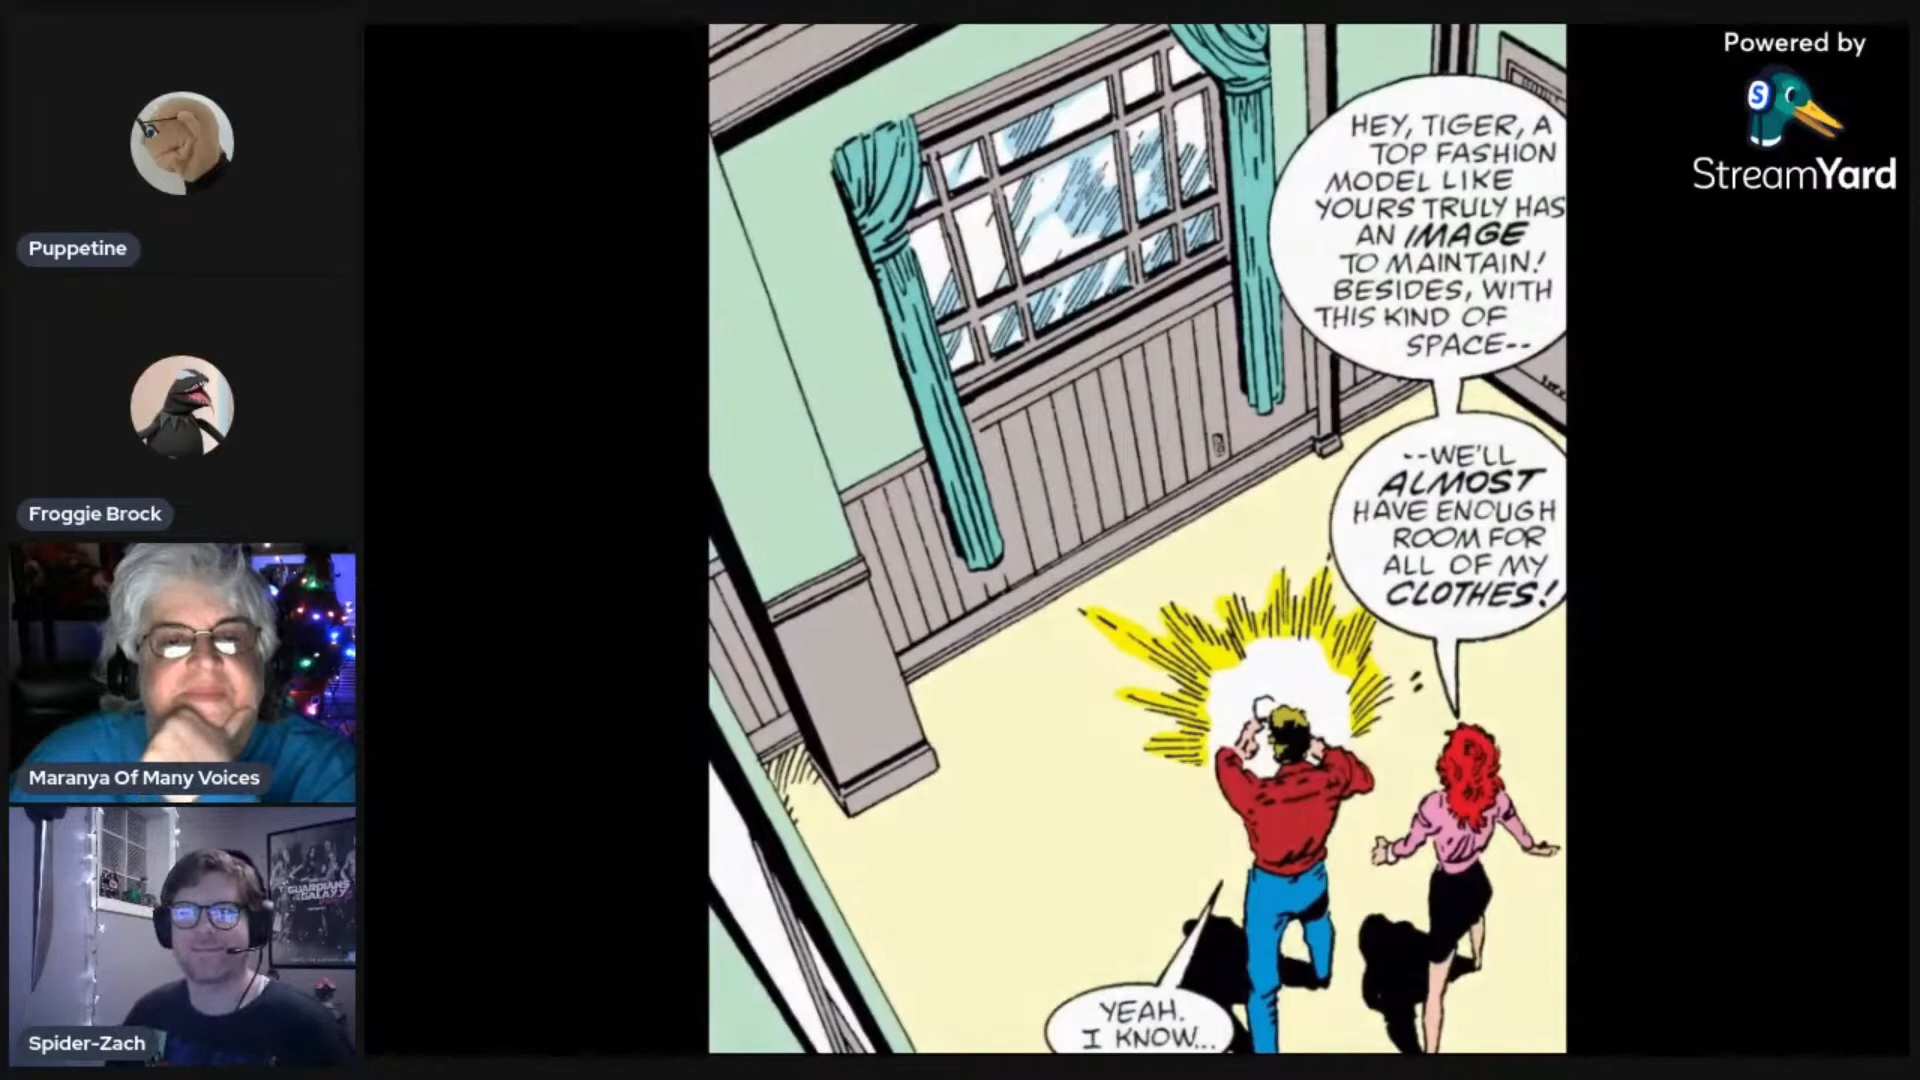 Puppetine
Froggie Brock
Maranya Of Many Voices
GUARDIANS
GALAXY
Spider-Zach
HEY, TIGER, A
TOP FASHION
MODEL LIKE
YOURS TRULY HAS
AN IMAGE
TO MAINTAIN!
BESIDES, WITH
THIS KIND OF
SPACE--
--WE'LL
ALMOST
HAVE ENOUGH
ROOM FOR
ALL OF MY
CLOTHES!
YEAH.
I KNOW...
Powered by
S
StreamYard